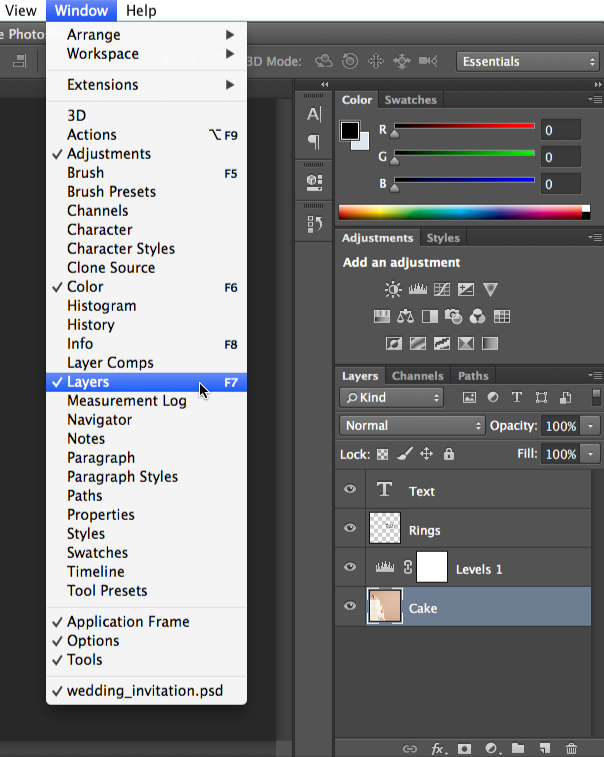 View Window Help
e Photos
Arrange
Workspace
Extensions
3D
Actions ⌥F9
Adjustments
Brush F5
Brush Presets
Channels
Character
Character Styles
Clone Source
Color F6
Histogram
History
Info F8
Layer Comps
Layers F7
Measurement Log
Navigator
Notes
Paragraph
Paragraph Styles
Paths
Properties
Styles
Swatches
Timeline
Tool Presets
Application Frame
Options
Tools
wedding_invitation.psd
3D Mode:
Essentials
A
Color Swatches
R 0
G 0
B 0
Adjustments Styles
Add an adjustment
Layers Channels Paths
Kind T
Normal Opacity: 100%
Lock: Fill: 100%
T Text
Rings
Levels 1
Cake
fx